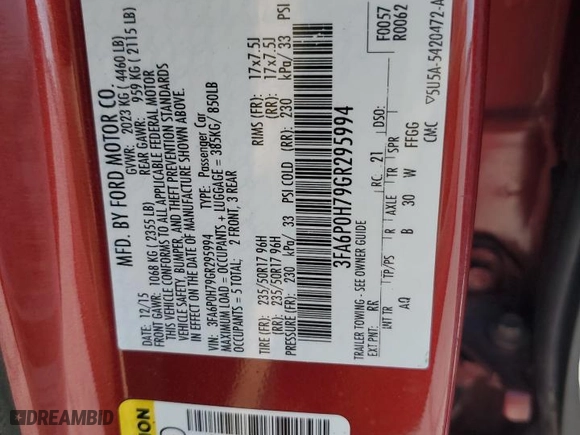 MFD. BY FORD MOTOR CO.
12/15 GVWR: 2023 KG ( 4460 LB)
FRONT GAWR: 1068 KG ( 2355 LB) REAR GAWR: 959 KG ( 2115 LB)
THIS VEHICLE CONFORMS TO ALL APPLICABLE FEDERAL MOTOR
VEHICLE SAFETY, BUMPER, AND THEFT PREVENTION STANDARDS
IN EFFECT ON THE DATE OF MANUFACTURE SHOWN ABOVE.
VIN: 3FA6P0H79GR295994 TYPE: Passenger Car
MAXIMUM LOAD = OCCUPANTS + LUGGAGE = 385KG/ 850LB
OCCUPANTS = 5 TOTAL: 2 FRONT, 3 REAR
TIRE (FR): 235/50R17 96H RIMS (FR): 17x7.5J
(RR): 235/50R17 96H (RR): 17x7.5J
PRESSURE (FR): 230 kPa/ 33 PSI COLD (RR): 230 kPa/ 33 PSI
3FA6P0H79GR295994
TRAILER TOWING - SEE OWNER GUIDE
F0057
R0062
EXT PNT: RR RC: 21 DSO:
INT TR TP/PS R AXLE TR SPR
AQ B 30 W FFGG
CMC ▽5U5A-5420472-A
DREAMBID